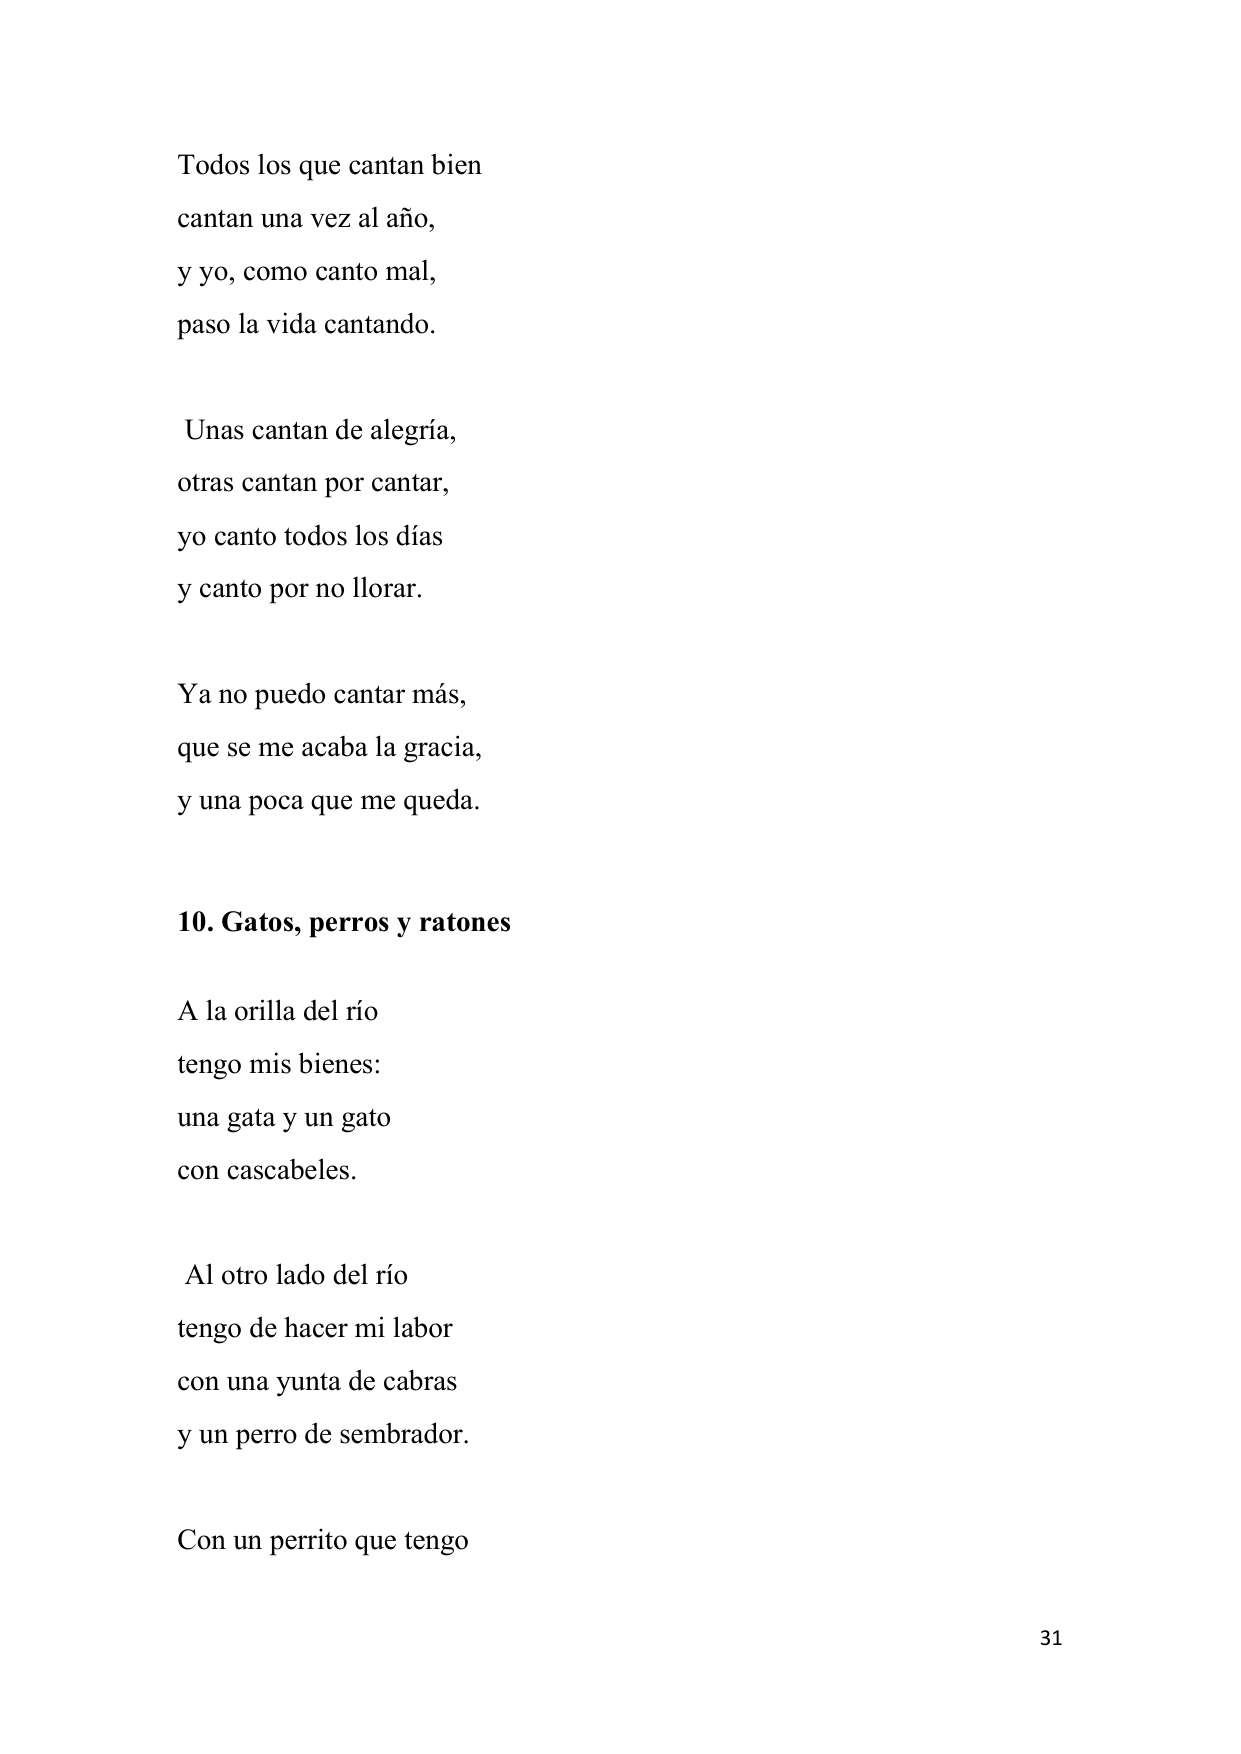 Todos los que cantan bien
cantan una vez al año,
y yo, como canto mal,
paso la vida cantando.
Unas cantan de alegría,
otras cantan por cantar,
yo canto todos los días
y canto por no llorar.
Ya no puedo cantar más,
que se me acaba la gracia,
y una poca que me queda.
10. Gatos, perros y ratones
A la orilla del río
tengo mis bienes:
una gata y un gato
con cascabeles.
Al otro lado del río
tengo de hacer mi labor
con una yunta de cabras
y un perro de sembrador.
Con un perrito que tengo
31